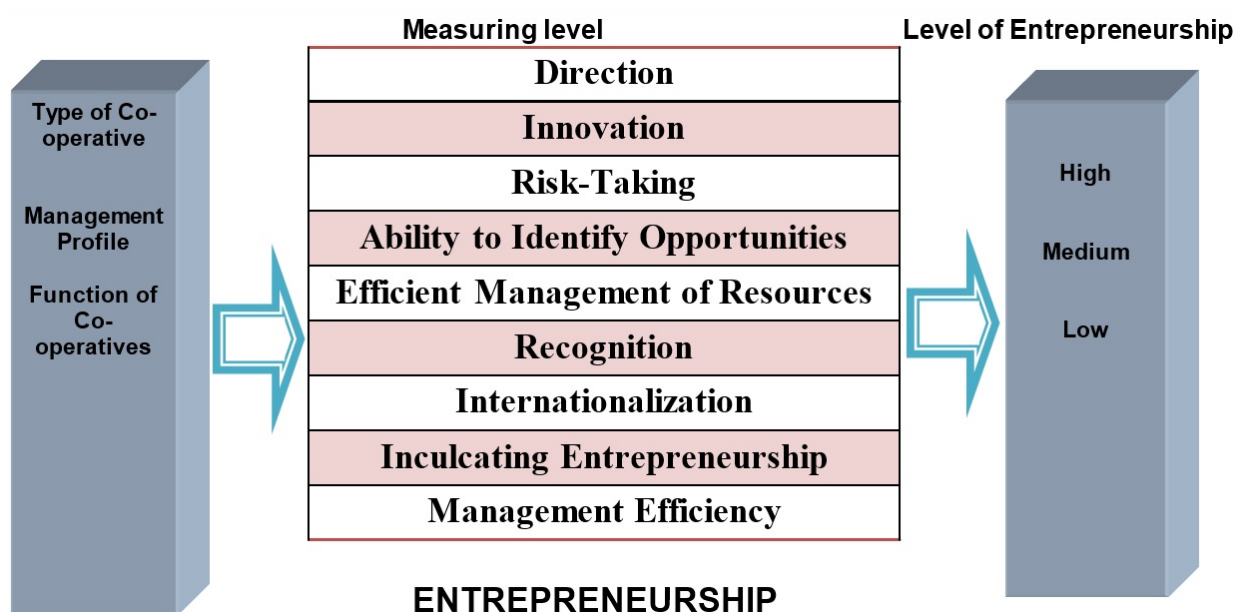 Measuring level
Level of Entrepreneurship
Type of Co-
operative
Management
Profile
Function of
Co-
operatives
Direction
Innovation
Risk-Taking
Ability to Identify Opportunities
Efficient Management of Resources
Recognition
Internationalization
Inculcating Entrepreneurship
Management Efficiency
High
Medium
Low
ENTREPRENEURSHIP